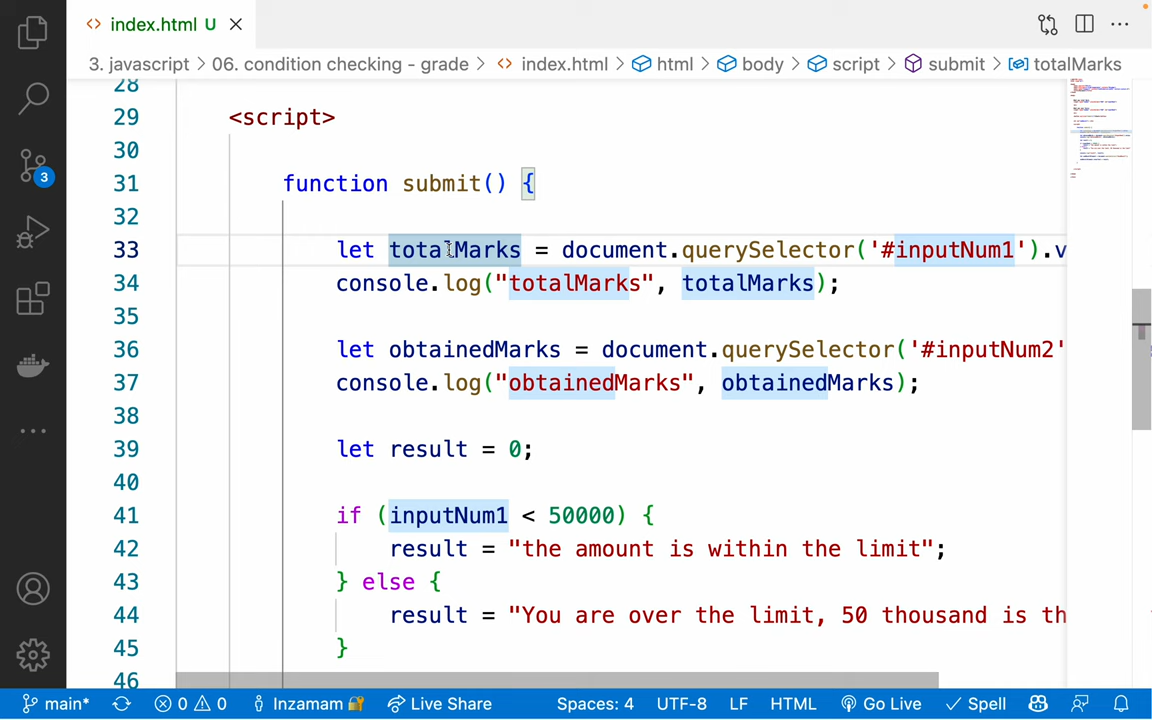 index.html U
3. javascript > 06. condition checking - grade > index.html > html > body > script > submit > totalMarks
28
29 <script>
30
31 function submit() {
32
33 let totalMarks = document.querySelector('#inputNum1').v
34 console.log("totalMarks", totalMarks);
35
36 let obtainedMarks = document.querySelector('#inputNum2'
37 console.log("obtainedMarks", obtainedMarks);
38
39 let result = 0;
40
41 if (inputNum1 < 50000) {
42 result = "the amount is within the limit";
43 } else {
44 result = "You are over the limit, 50 thousand is th
45 }
46
3
main* 0 0 Inzamam Live Share Spaces: 4 UTF-8 LF HTML Go Live Spell